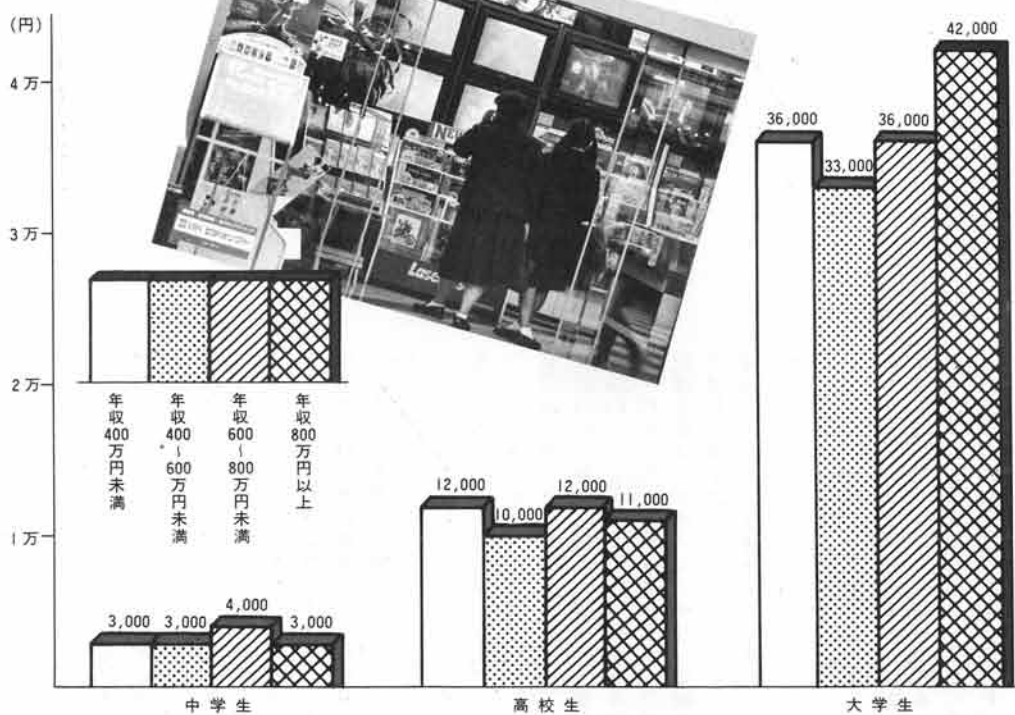 (円)
4万
3万
2万
1万
NEW
年収400万円未満
年収400~600万円未満
年収600~800万円未満
年収800万円以上
3,000
3,000
4,000
3,000
12,000
10,000
12,000
11,000
36,000
33,000
36,000
42,000
中学生
高校生
大学生